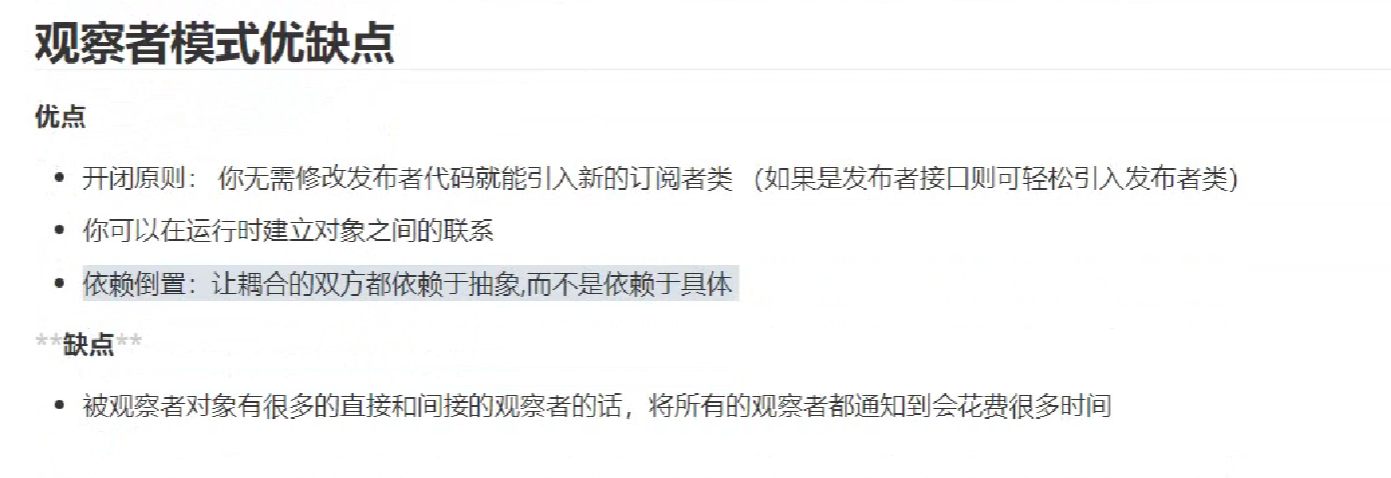 观察者模式优缺点
优点
开闭原则： 你无需修改发布者代码就能引入新的订阅者类 （如果是发布者接口则可轻松引入发布者类）
你可以在运行时建立对象之间的联系
依赖倒置：让耦合的双方都依赖于抽象,而不是依赖于具体
**缺点**
被观察者对象有很多的直接和间接的观察者的话，将所有的观察者都通知到会花费很多时间